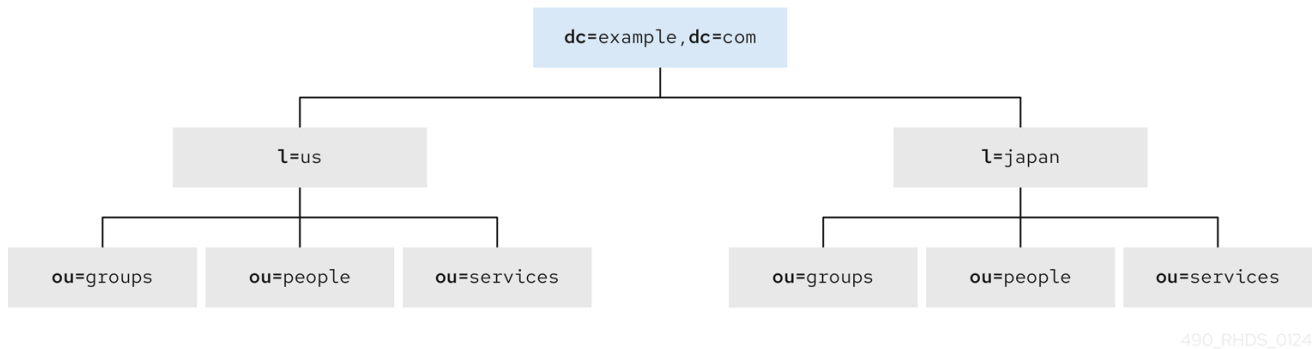 dc=example,dc=com
l=us
l=japan
ou=groups
ou=people
ou=services
ou=groups
ou=people
ou=services
490_RHDS_0124